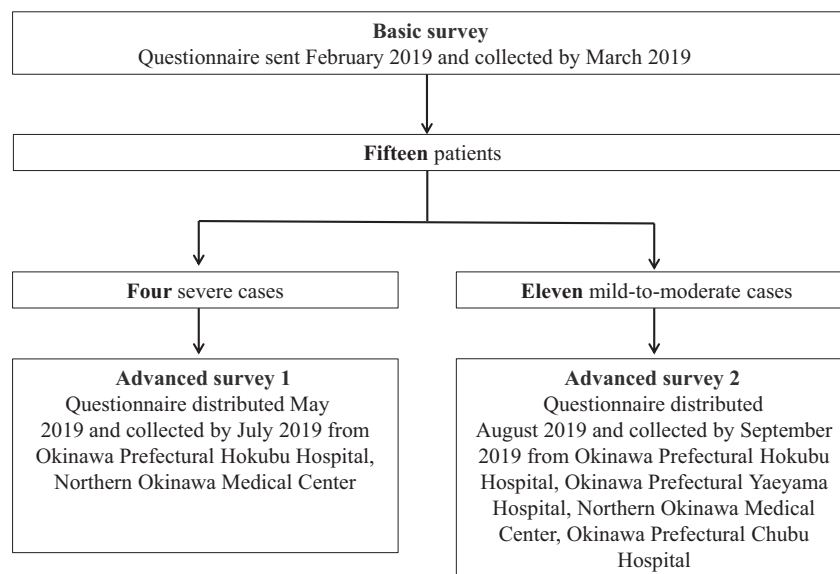 Basic survey
Questionnaire sent February 2019 and collected by March 2019
Fifteen patients
Four severe cases
Eleven mild-to-moderate cases
Advanced survey 1
Questionnaire distributed May
2019 and collected by July 2019 from
Okinawa Prefectural Hokubu Hospital,
Northern Okinawa Medical Center
Advanced survey 2
Questionnaire distributed
August 2019 and collected by September
2019 from Okinawa Prefectural Hokubu
Hospital, Okinawa Prefectural Yaeyama
Hospital, Northern Okinawa Medical
Center, Okinawa Prefectural Chubu
Hospital